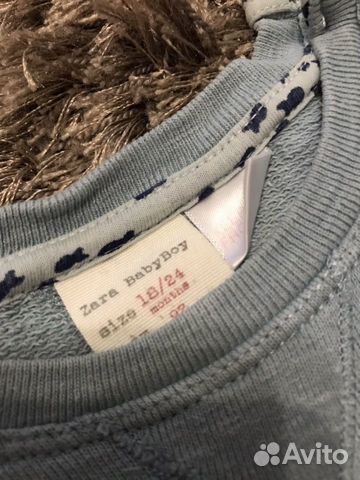 Zara BabyBoy
size 18/24
months
Avito